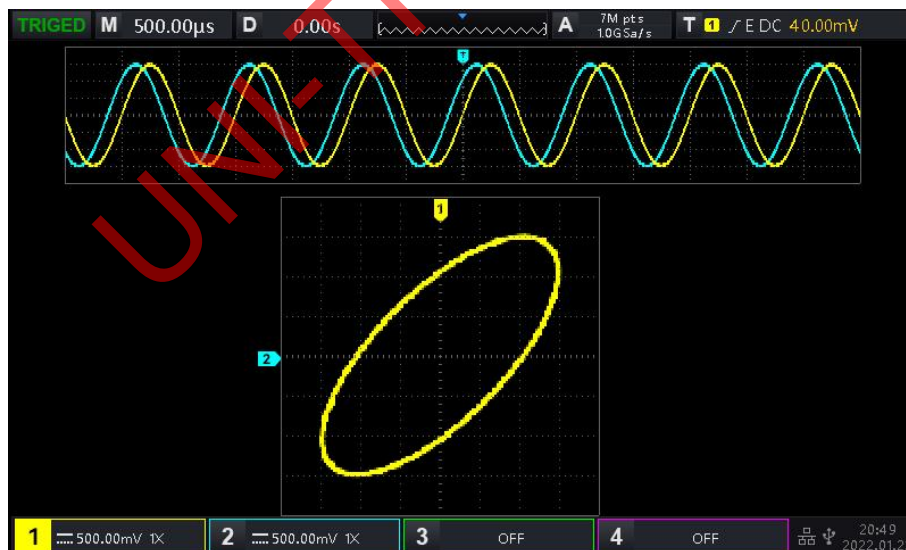 TRIGED M 500.00µs D 0.00s A 7M pts 1.0GSa/s T 1 E DC 40.00mV
T
UNI-T
1
2
1 500.00mV 1X 2 500.00mV 1X 3 OFF 4 OFF 20:49